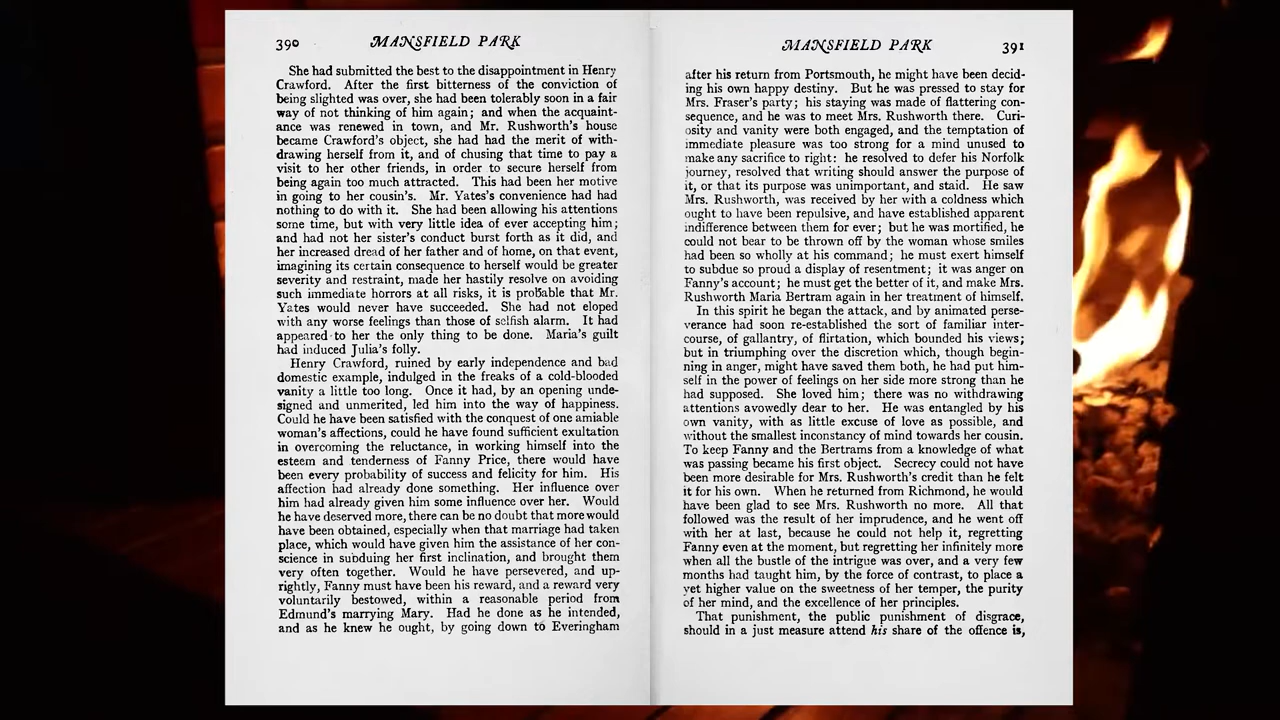 390 MANSFIELD PARK
She had submitted the best to the disappointment in Henry
Crawford. After the first bitterness of the conviction of
being slighted was over, she had been tolerably soon in a fair
way of not thinking of him again; and when the acquaint-
ance was renewed in town, and Mr. Rushworth's house
became Crawford's object, she had had the merit of with-
drawing herself from it, and of chusing that time to pay a
visit to her other friends, in order to secure herself from
being again too much attracted. This had been her motive
in going to her cousin's. Mr. Yates's convenience had had
nothing to do with it. She had been allowing his attentions
some time, but with very little idea of ever accepting him;
and had not her sister's conduct burst forth as it did, and
her increased dread of her father and of home, on that event,
imagining its certain consequence to herself would be greater
severity and restraint, made her hastily resolve on avoiding
such immediate horrors at all risks, it is probable that Mr.
Yates would never have succeeded. She had not eloped
with any worse feelings than those of selfish alarm. It had
appeared to her the only thing to be done. Maria's guilt
had induced Julia's folly.
Henry Crawford, ruined by early independence and bad
domestic example, indulged in the freaks of a cold-blooded
vanity a little too long. Once it had, by an opening unde-
signed and unmerited, led him into the way of happiness.
Could he have been satisfied with the conquest of one amiable
woman's affections, could he have found sufficient exultation
in overcoming the reluctance, in working himself into the
esteem and tenderness of Fanny Price, there would have
been every probability of success and felicity for him. His
affection had already done something. Her influence over
him had already given him some influence over her. Would
he have deserved more, there can be no doubt that more would
have been obtained, especially when that marriage had taken
place, which would have given him the assistance of her con-
science in subduing her first inclination, and brought them
very often together. Would he have persevered, and up-
rightly, Fanny must have been his reward, and a reward very
voluntarily bestowed, within a reasonable period from
Edmund's marrying Mary. Had he done as he intended,
and as he knew he ought, by going down to Everingham
MANSFIELD PARK 391
after his return from Portsmouth, he might have been decid-
ing his own happy destiny. But he was pressed to stay for
Mrs. Fraser's party; his staying was made of flattering con-
sequence, and he was to meet Mrs. Rushworth there. Curi-
osity and vanity were both engaged, and the temptation of
immediate pleasure was too strong for a mind unused to
make any sacrifice to right: he resolved to defer his Norfolk
journey, resolved that writing should answer the purpose of
it, or that its purpose was unimportant, and staid. He saw
Mrs. Rushworth, was received by her with a coldness which
ought to have been repulsive, and have established apparent
indifference between them for ever; but he was mortified, he
could not bear to be thrown off by the woman whose smiles
had been so wholly at his command; he must exert himself
to subdue so proud a display of resentment; it was anger on
Fanny's account; he must get the better of it, and make Mrs.
Rushworth Maria Bertram again in her treatment of himself.
In this spirit he began the attack, and by animated perse-
verance had soon re-established the sort of familiar inter-
course, of gallantry, of flirtation, which bounded his views;
but in triumphing over the discretion which, though begin-
ning in anger, might have saved them both, he had put him-
self in the power of feelings on her side more strong than he
had supposed. She loved him; there was no withdrawing
attentions avowedly dear to her. He was entangled by his
own vanity, with as little excuse of love as possible, and
without the smallest inconstancy of mind towards her cousin.
To keep Fanny and the Bertrams from a knowledge of what
was passing became his first object. Secrecy could not have
been more desirable for Mrs. Rushworth's credit than he felt
it for his own. When he returned from Richmond, he would
have been glad to see Mrs. Rushworth no more. All that
followed was the result of her imprudence, and he went off
with her at last, because he could not help it, regretting
Fanny even at the moment, but regretting her infinitely more
when all the bustle of the intrigue was over, and a very few
months had taught him, by the force of contrast, to place a
yet higher value on the sweetness of her temper, the purity
of her mind, and the excellence of her principles.
That punishment, the public punishment of disgrace,
should in a just measure attend his share of the offence is,